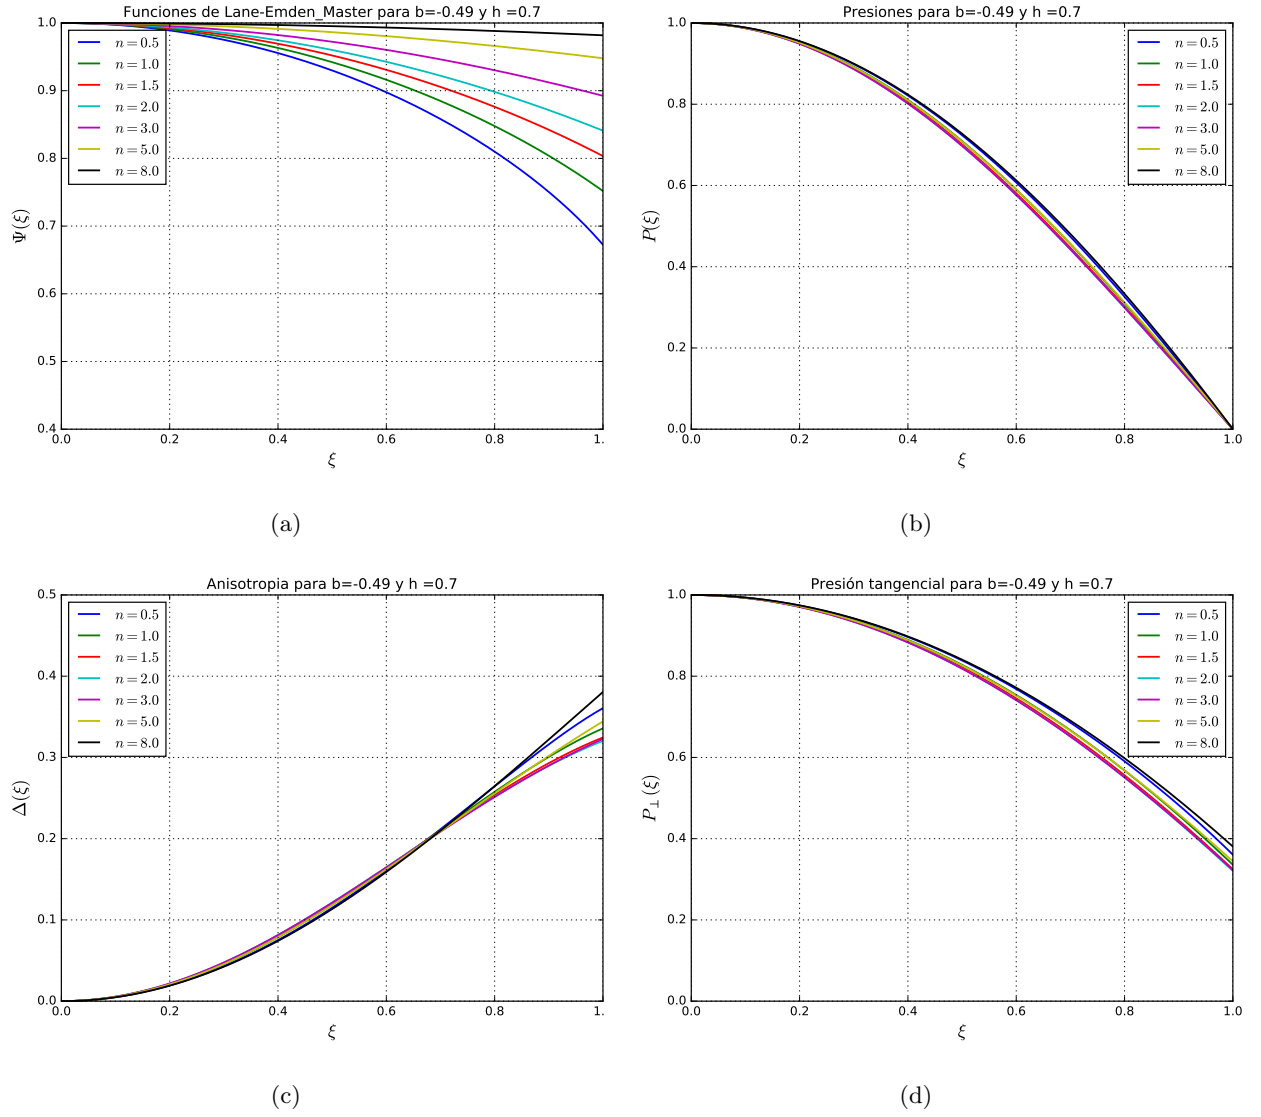 Funciones de Lane-Emden_Master para b=-0.49 y h =0.7
1.0
0.9
0.8
0.7
0.6
0.5
0.4
Ψ(ξ)
n = 0.5
n = 1.0
n = 1.5
n = 2.0
n = 3.0
n = 5.0
n = 8.0
0.0 0.2 0.4 0.6 0.8 1.
ξ
(a)
Presiones para b=-0.49 y h =0.7
1.0
0.8
0.6
0.4
0.2
0.0
P(ξ)
n = 0.5
n = 1.0
n = 1.5
n = 2.0
n = 3.0
n = 5.0
n = 8.0
0.0 0.2 0.4 0.6 0.8 1.0
ξ
(b)
Anisotropia para b=-0.49 y h =0.7
0.5
0.4
0.3
0.2
0.1
0.0
Δ(ξ)
n = 0.5
n = 1.0
n = 1.5
n = 2.0
n = 3.0
n = 5.0
n = 8.0
0.0 0.2 0.4 0.6 0.8 1.
ξ
(c)
Presión tangencial para b=-0.49 y h =0.7
1.0
0.8
0.6
0.4
0.2
0.0
P⊥(ξ)
n = 0.5
n = 1.0
n = 1.5
n = 2.0
n = 3.0
n = 5.0
n = 8.0
0.0 0.2 0.4 0.6 0.8 1.0
ξ
(d)